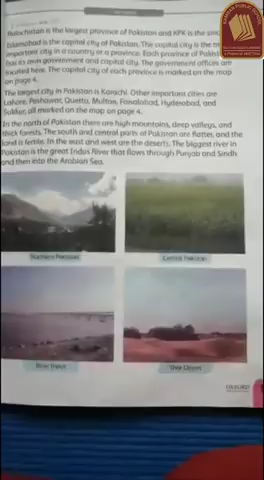 Balochistan is the largest province of Pakistan and KPK is the
Islamabad is the capital city of Pakistan. The capital city is the
important city in a country or a province. Each province of
has its own government and capital city. The government offices are
located here. The capital city of each province is marked on the map
on page 4.
The largest city in Pakistan is Karachi. Other important cities are
Lahore, Peshawar, Quetta, Multan, Faisalabad, Hyderabad, and
Sukkur, all marked on the map on page 4.
In the north of Pakistan there are high mountains, deep valleys, and
thick forests. The south and central parts of Pakistan are flatter, and the
land is fertile. In the east and west are the deserts. The biggest river in
Pakistan is the great Indus River that flows through Punjab and Sindh
and then into the Arabian Sea.
Northern Pakistan
Central Pakistan
River Indus
Thar Desert
OXFORD